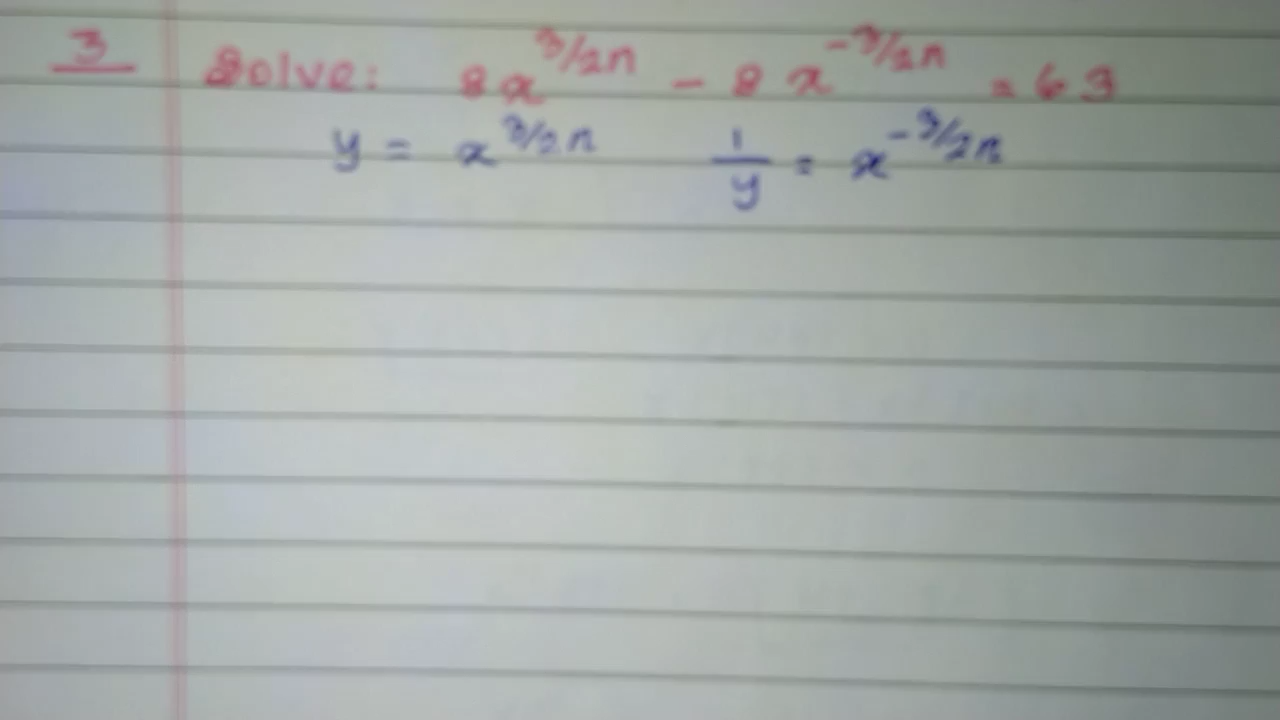 3 Solve: 8x^3/2n - 8x^-3/2n = 63
y = x^3/2n 1/y = x^-3/2n